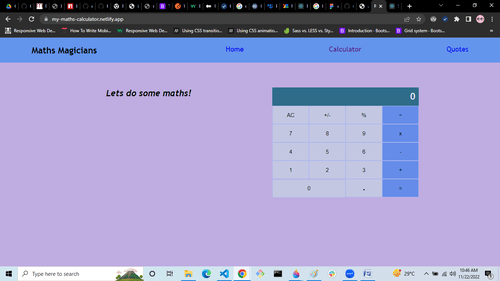 my-maths-calculator.netlify.app
Responsive Web De...
How To Write Mobi...
Responsive Web De...
Using CSS transitio...
Using CSS animatio...
Sass vs. LESS vs. Sty...
Introduction · Boots...
Grid system · Boots...
Maths Magicians
Home
Calculator
Quotes
Lets do some maths!
0
AC +/- %
7 8 9 x
4 5 6 -
1 2 3 +
0 . =
Type here to search
29°C
10:46 AM
11/22/2022